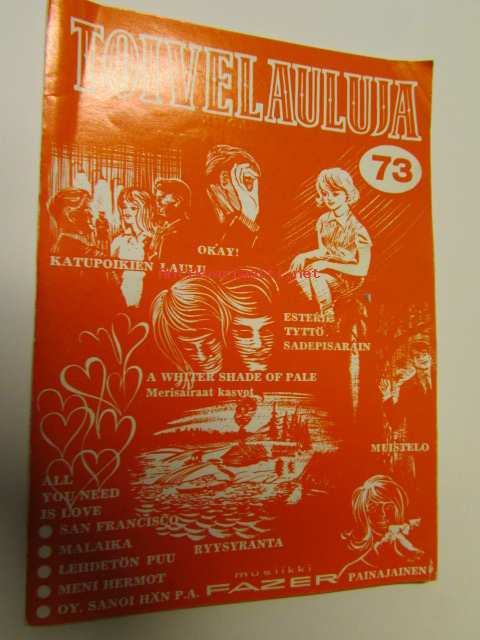 TOIVELAULUJA
73
OKAY!
KATUPOIKIEN LAULU
ESTERI,
TYTTÖ
SADEPISARAIN
A WHITER SHADE OF PALE
Merisairaat kasvot
MUISTELO
ALL
YOU NEED
IS LOVE
SAN FRANCISCO
MALAIKA
LEHDETÖN PUU
MENI HERMOT
OY, SANOI HÄN P.A.
RYYSYRANTA
musiikki
FAZER
PAINAJAINEN